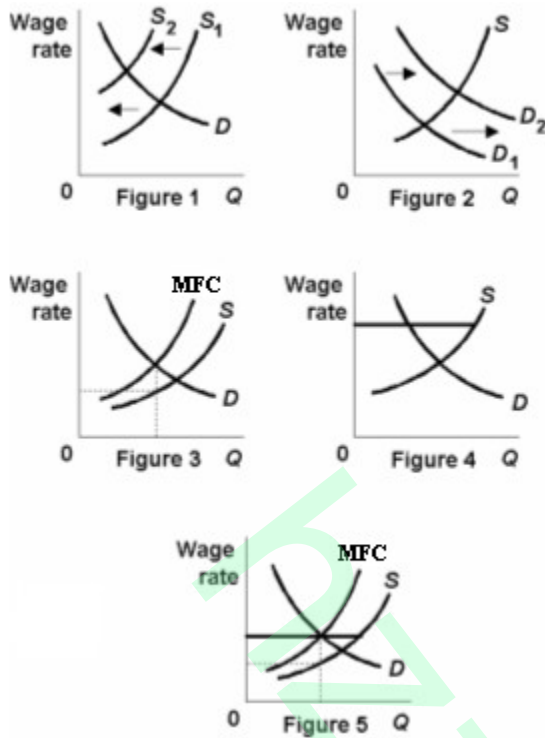 Wage rate
S2 S1
D
0 Figure 1 Q
Wage rate
S
D2
D1
0 Figure 2 Q
Wage rate
MFC
S
D
0 Figure 3 Q
Wage rate
S
D
0 Figure 4 Q
Wage rate
MFC
S
D
0 Figure 5 Q